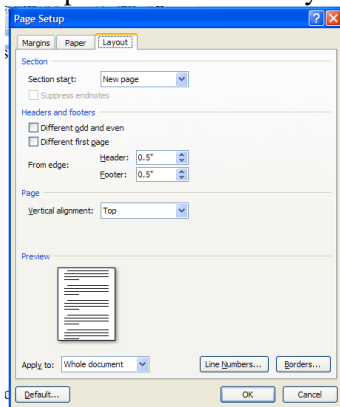 Page Setup
Margins Paper Layout
Section
Section start: New page
Suppress endnotes
Headers and footers
Different odd and even
Different first page
From edge: Header: 0.5"
Footer: 0.5"
Page
Vertical alignment: Top
Preview
Apply to: Whole document Line Numbers... Borders...
Default... OK Cancel